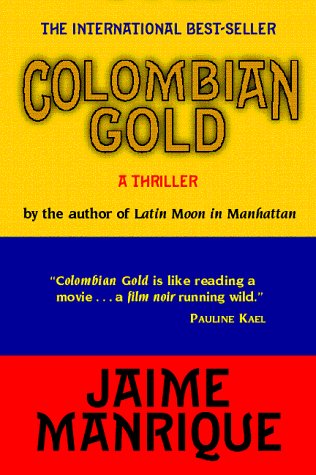 THE INTERNATIONAL BEST-SELLER
COLOMBIAN
GOLD
A THRILLER
by the author of Latin Moon in Manhattan
“Colombian Gold is like reading a
movie . . . a film noir running wild.”
PAULINE KAEL
JAIME
MANRIQUE